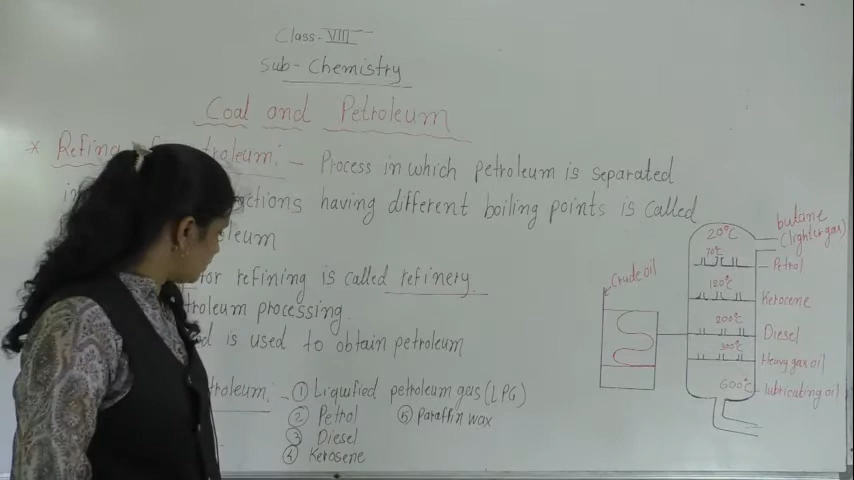 Class-VIII
Sub- Chemistry
Coal and Petroleum
* Refin troleum: - Process in which petroleum is separated
in actions having different boiling points is called
leum
for refining is called refinery.
troleum processing.
d is used to obtain petroleum
troleum. - ① Liquified petroleum gas (LPG)
② Petrol ⑤ Paraffin wax
③ Diesel
④ Kerosene
Crude oil
20°C
butane
(lighter gas)
70°C
Petrol
120°C
Kerocene
200°C
Diesel
300°C
Heavy gas oil
600°C
lubricating oil